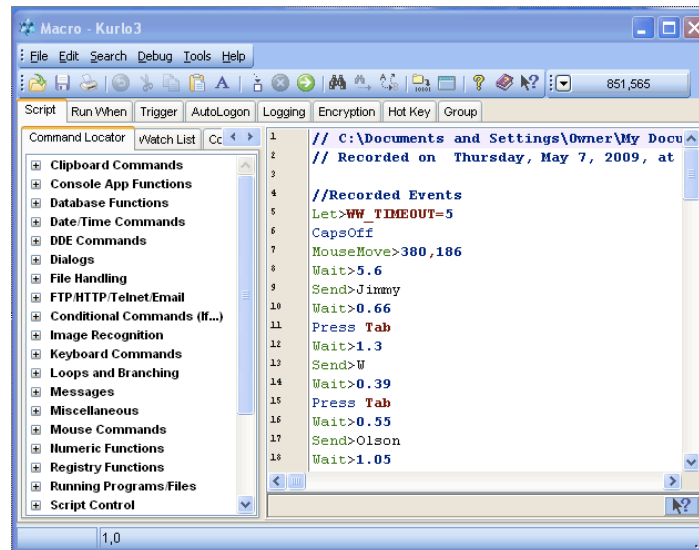 Macro - Kurlo3
File Edit Search Debug Tools Help
851,565
Script Run When Trigger AutoLogon Logging Encryption Hot Key Group
Command Locator Watch List Co
Clipboard Commands
Console App Functions
Database Functions
Date/Time Commands
DDE Commands
Dialogs
File Handling
FTP/HTTP/Telnet/Email
Conditional Commands (If...)
Image Recognition
Keyboard Commands
Loops and Branching
Messages
Miscellaneous
Mouse Commands
Numeric Functions
Registry Functions
Running Programs/Files
Script Control
1 // C:\Documents and Settings\Owner\My Docu
2 // Recorded on Thursday, May 7, 2009, at
3
4 //Recorded Events
5 Let>WW_TIMEOUT=5
6 CapsOff
7 MouseMove>380,186
8 Wait>5.6
9 Send>Jimmy
10 Wait>0.66
11 Press Tab
12 Wait>1.3
13 Send>W
14 Wait>0.39
15 Press Tab
16 Wait>0.55
17 Send>Olson
18 Wait>1.05
1,0